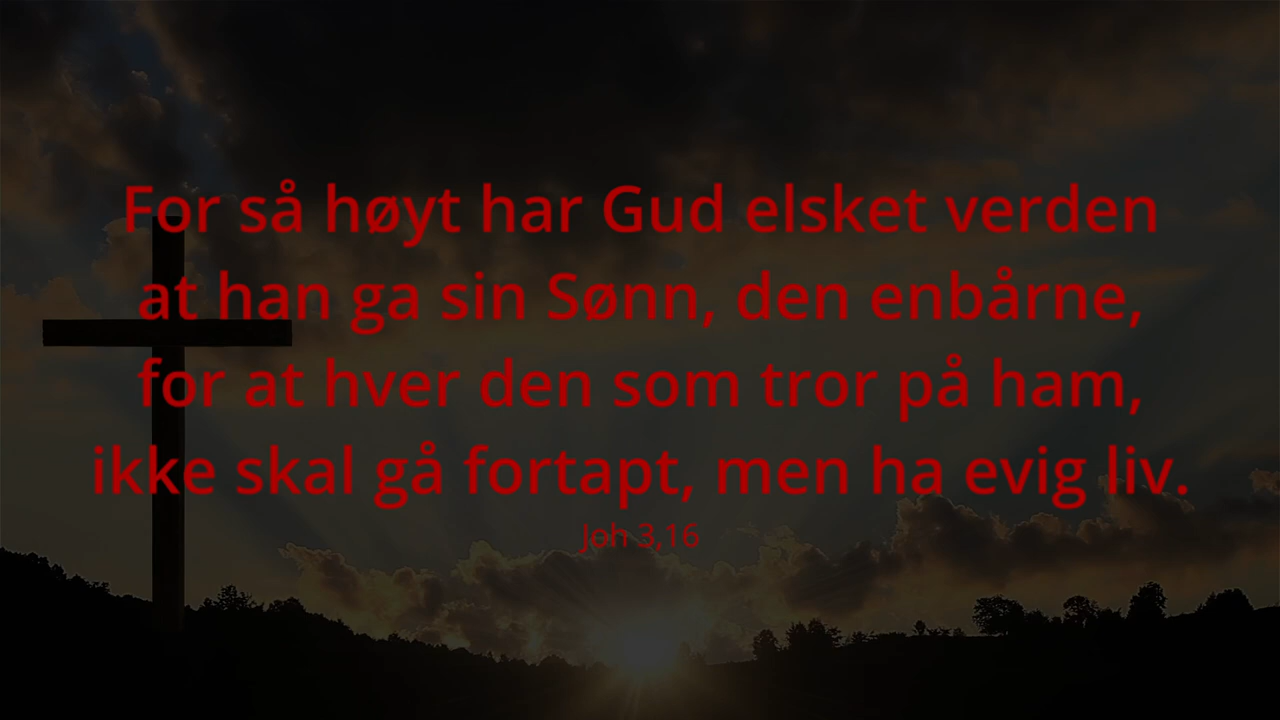 For så høyt har Gud elsket verden
at han ga sin Sønn, den enbårne,
for at hver den som tror på ham,
ikke skal gå fortapt, men ha evig liv.
Joh 3,16